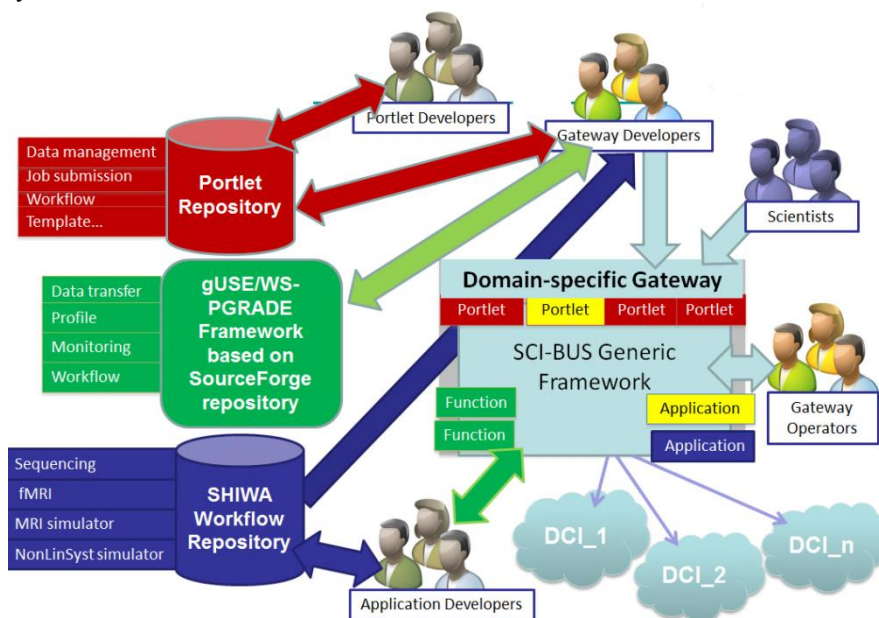 Portlet Developers
Gateway Developers
Scientists
Data management
Job submission
Workflow
Template...
Portlet
Repository
Data transfer
Profile
Monitoring
Workflow
gUSE/WS-
PGRADE
Framework
based on
SourceForge
repository
Domain-specific Gateway
Portlet
Portlet
Portlet
Portlet
SCI-BUS Generic
Framework
Function
Function
Application
Application
Gateway
Operators
Sequencing
fMRI
MRI simulator
NonLinSyst simulator
SHIWA
Workflow
Repository
Application Developers
DCI_1
DCI_2
DCI_n